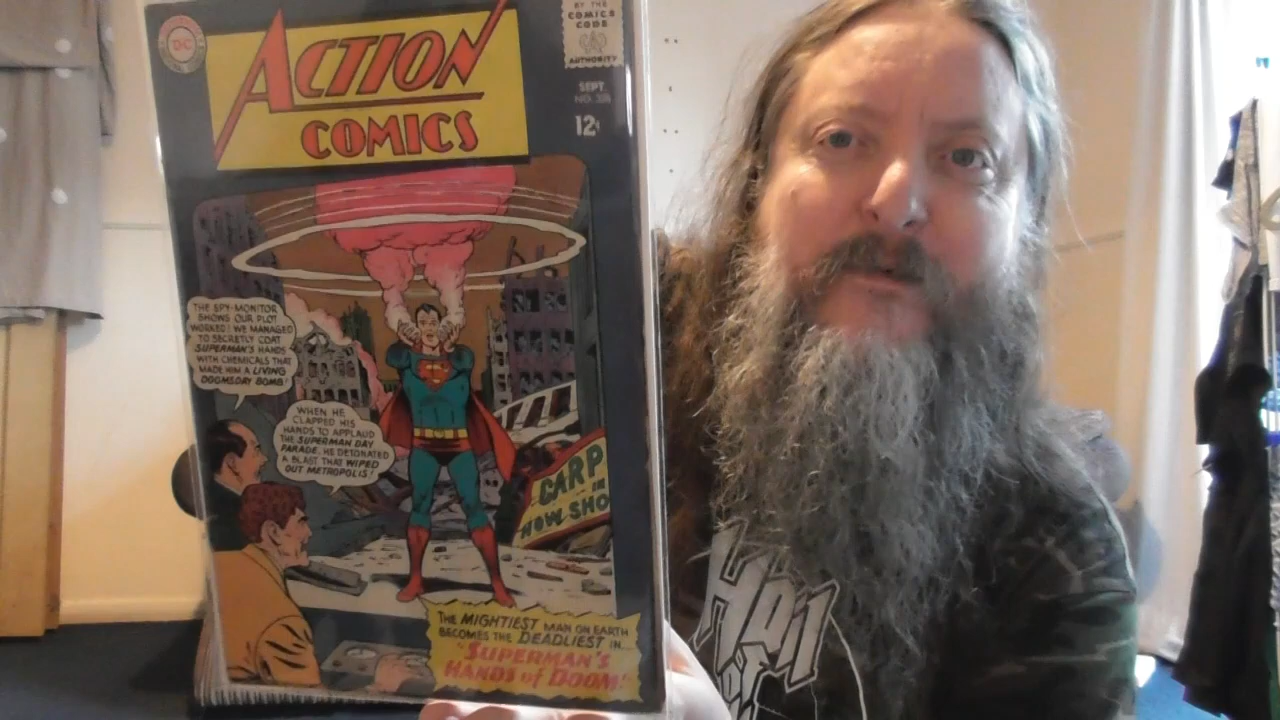 DC
ACTION
COMICS
BY THE
COMICS
CODE
AUTHORITY
SEPT.
12¢
THE SPY-MONITOR
SHOWS OUR PLOT
WORKED! WE MANAGED
TO SECRETLY COAT
SUPERMAN'S HANDS
WITH CHEMICALS THAT
MADE HIM A LIVING
DOOMSDAY BOMB!
WHEN HE
CLAPPED HIS
HANDS TO APPLAUD
THE SUPERMAN DAY
PARADE, HE DETONATED
A BLAST THAT WIPED
OUT METROPOLIS!
S
CARP
IN
NOW SHO
THE MIGHTIEST MAN ON EARTH
BECOMES THE DEADLIEST IN...
"SUPERMAN'S
HANDS of DOOM!"